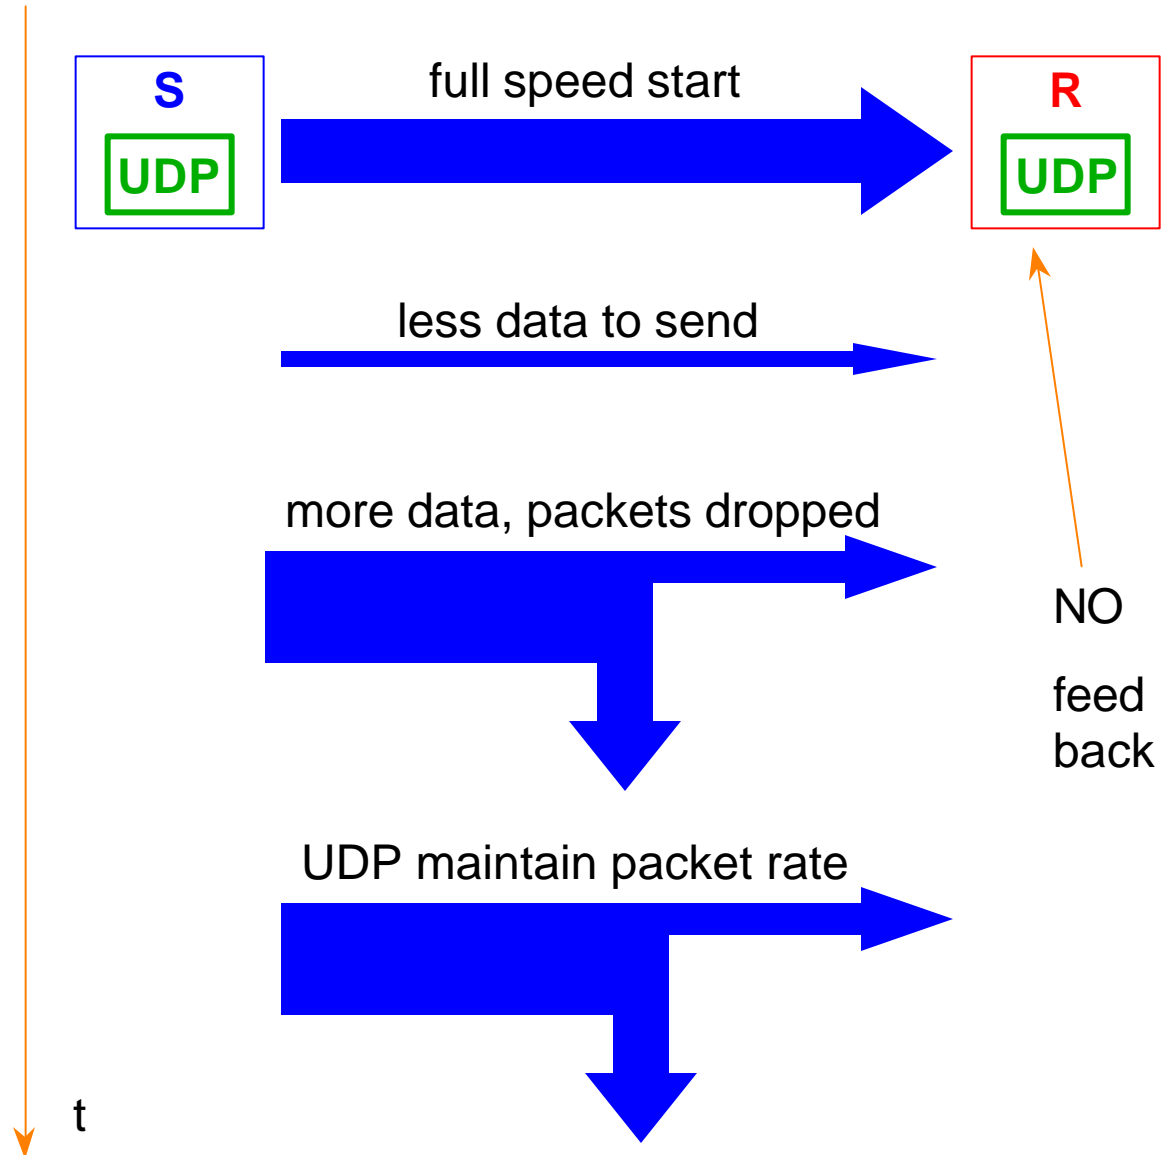 S
full speed start
R
UDP
UDP
less data to send
more data, packets dropped
NO
feed
back
UDP maintain packet rate
t